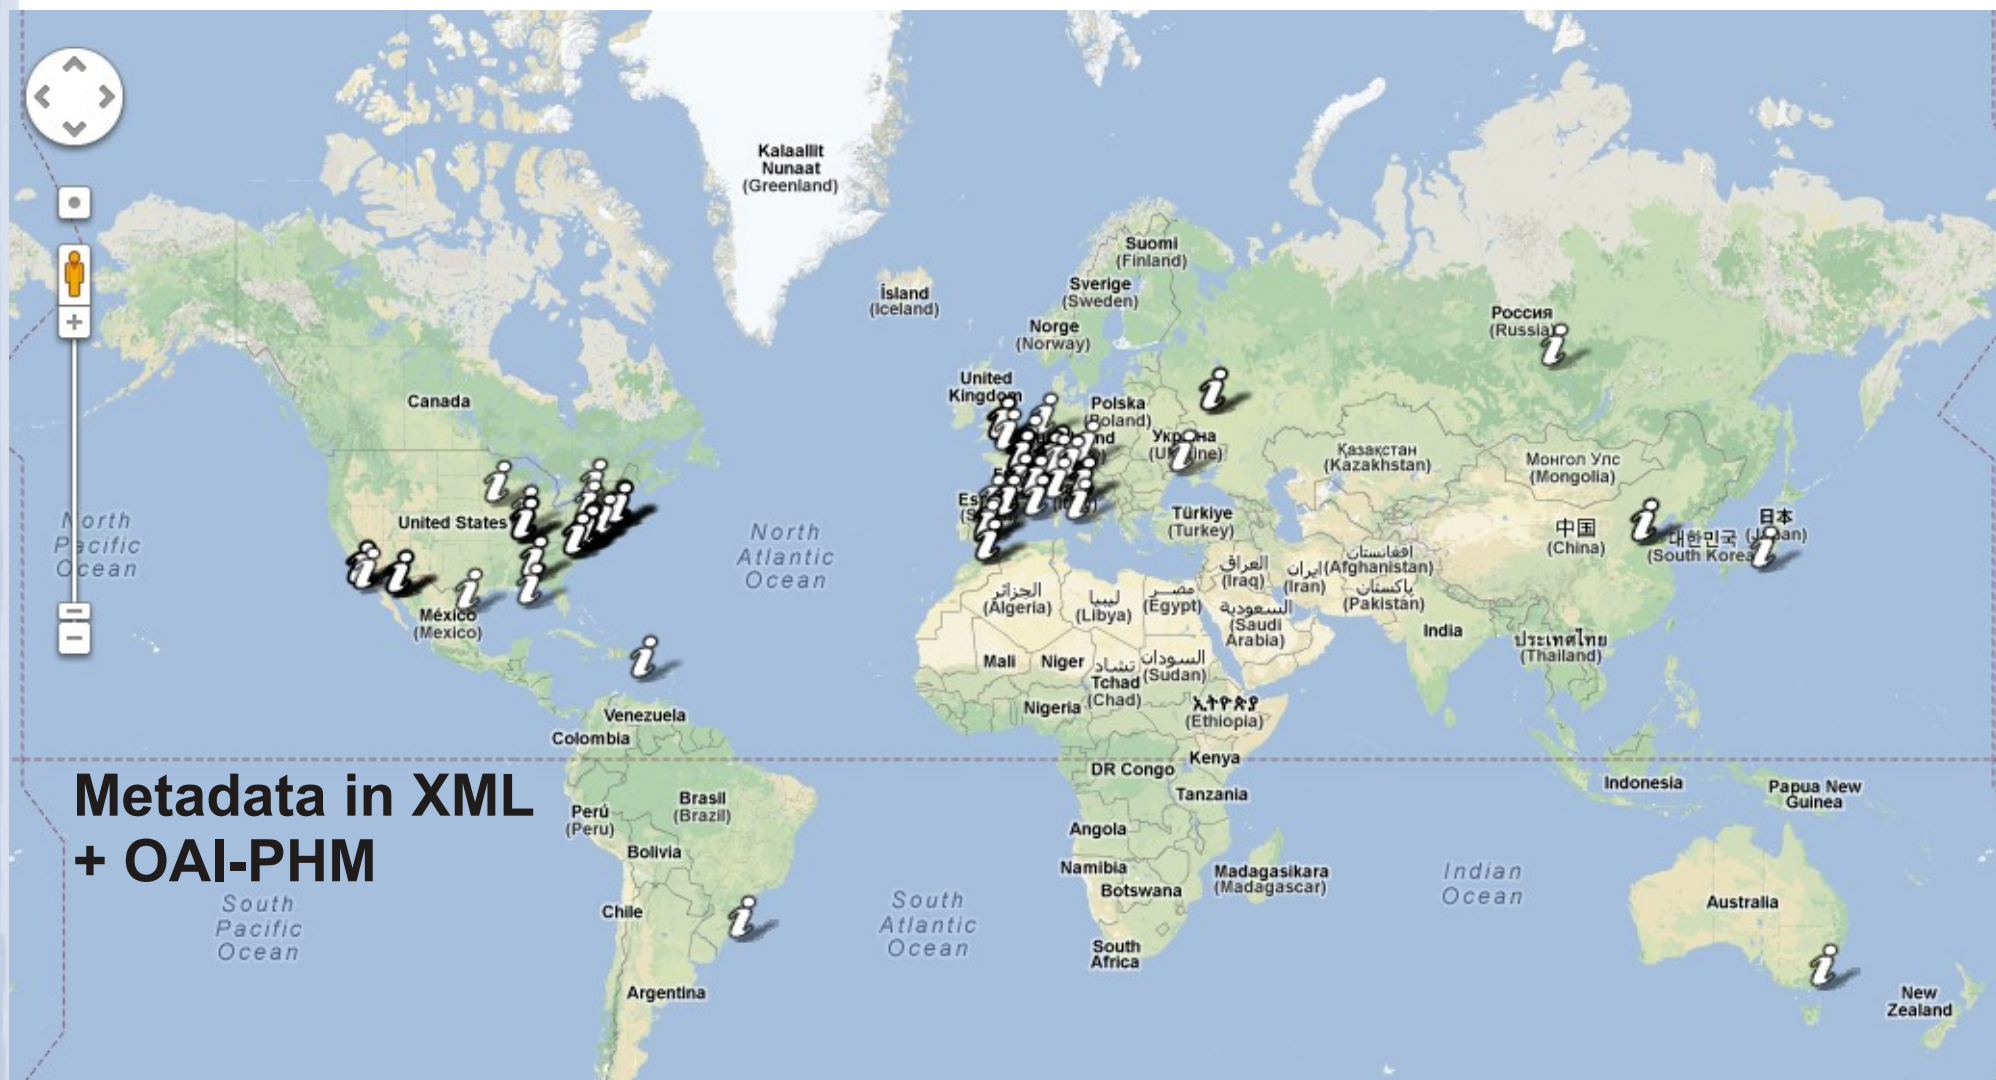 Kalaallit
Nunaat
(Greenland)
Suomi
(Finland)
Ísland
(Iceland)
Sverige
(Sweden)
Norge
(Norway)
Россия
(Russia)
United
Kingdom
Polska
(Poland)
Canada
Україна
(Ukraine)
Қазақстан
(Kazakhstan)
Монгол Улс
(Mongolia)
United States
North
Pacific
Ocean
North
Atlantic
Ocean
Türkiye
(Turkey)
中国
(China)
대한민국
(South Korea)
日本
(Japan)
العراق
(Iraq)
ایران
(Iran)
افغانستان
(Afghanistan)
پاکستان
(Pakistan)
الجزائر
(Algeria)
ليبيا
(Libya)
مصر
(Egypt)
السعودية
(Saudi
Arabia)
México
(Mexico)
India
ประเทศไทย
(Thailand)
Mali
Niger
تشاد
Tchad
(Chad)
السودان
(Sudan)
Nigeria
ኢትዮጵያ
(Ethiopia)
Venezuela
Colombia
Kenya
DR Congo
Tanzania
Indonesia
Papua New
Guinea
Metadata in XML
+ OAI-PHM
Perú
(Peru)
Brasil
(Brazil)
Bolivia
Angola
Namibia
Botswana
Madagasikara
(Madagascar)
Indian
Ocean
Australia
South
Pacific
Ocean
Chile
South
Atlantic
Ocean
South
Africa
Argentina
New
Zealand